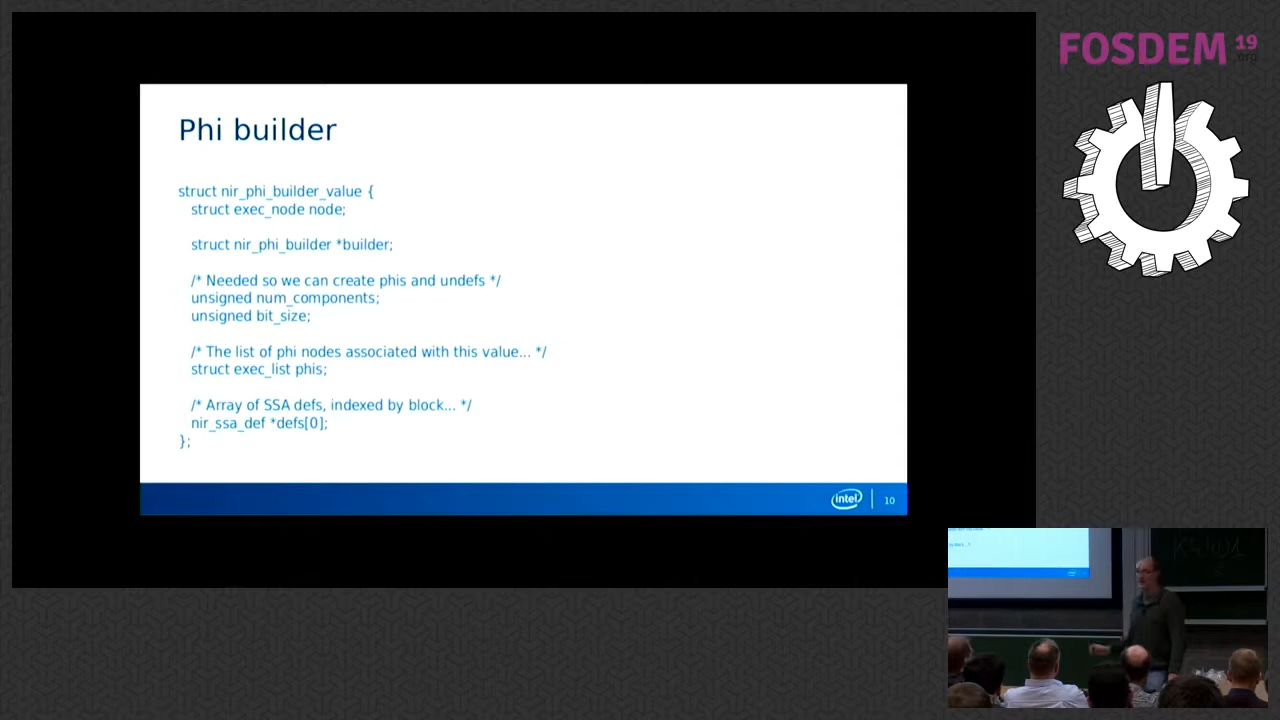 FOSDEM 19
.org
Phi builder
struct nir_phi_builder_value {
struct exec_node node;
struct nir_phi_builder *builder;
/* Needed so we can create phis and undefs */
unsigned num_components;
unsigned bit_size;
/* The list of phi nodes associated with this value... */
struct exec_list phis;
/* Array of SSA defs, indexed by block... */
nir_ssa_def *defs[0];
};
intel
10